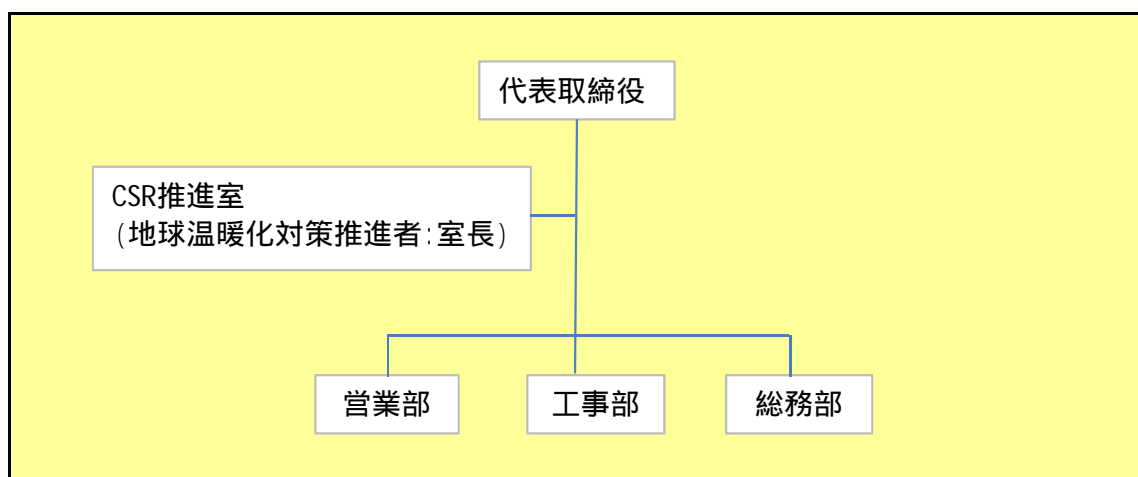 代表取締役
CSR推進室
(地球温暖化対策推進者:室長)
営業部
工事部
総務部